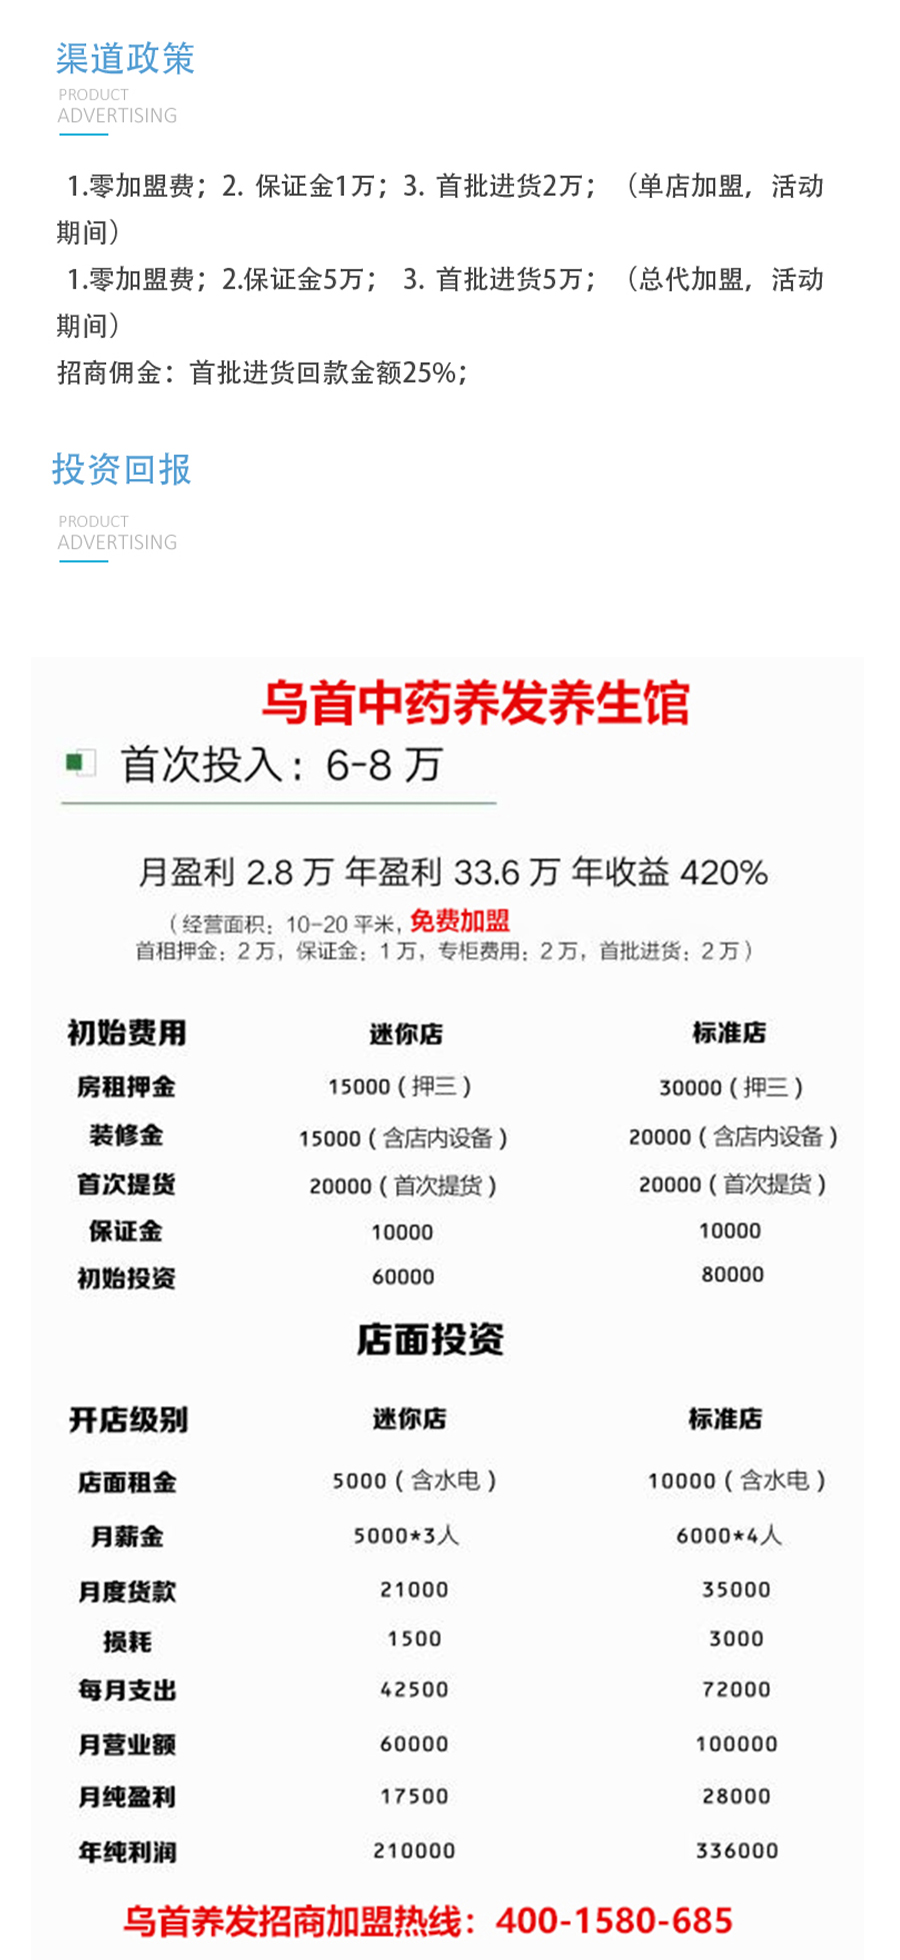 渠道政策
PRODUCT
ADVERTISING
1.零加盟费；2. 保证金1万；3. 首批进货2万；（单店加盟，活动
期间）
1.零加盟费；2.保证金5万； 3. 首批进货5万；（总代加盟，活动
期间）
招商佣金：首批进货回款金额25%；
投资回报
PRODUCT
ADVERTISING
乌首中药养发养生馆
首次投入：6-8 万
月盈利 2.8 万 年盈利 33.6 万 年收益 420%
（经营面积：10-20 平米，免费加盟
首租押金：2 万，保证金：1 万，专柜费用：2 万，首批进货：2 万）
初始费用 迷你店 标准店
房租押金 15000（押三） 30000（押三）
装修金 15000（含店内设备） 20000（含店内设备）
首次提货 20000（首次提货） 20000（首次提货）
保证金 10000 10000
初始投资 60000 80000
店面投资
开店级别 迷你店 标准店
店面租金 5000（含水电） 10000（含水电）
月薪金 5000*3人 6000*4人
月度货款 21000 35000
损耗 1500 3000
每月支出 42500 72000
月营业额 60000 100000
月纯盈利 17500 28000
年纯利润 210000 336000
乌首养发招商加盟热线：400-1580-685